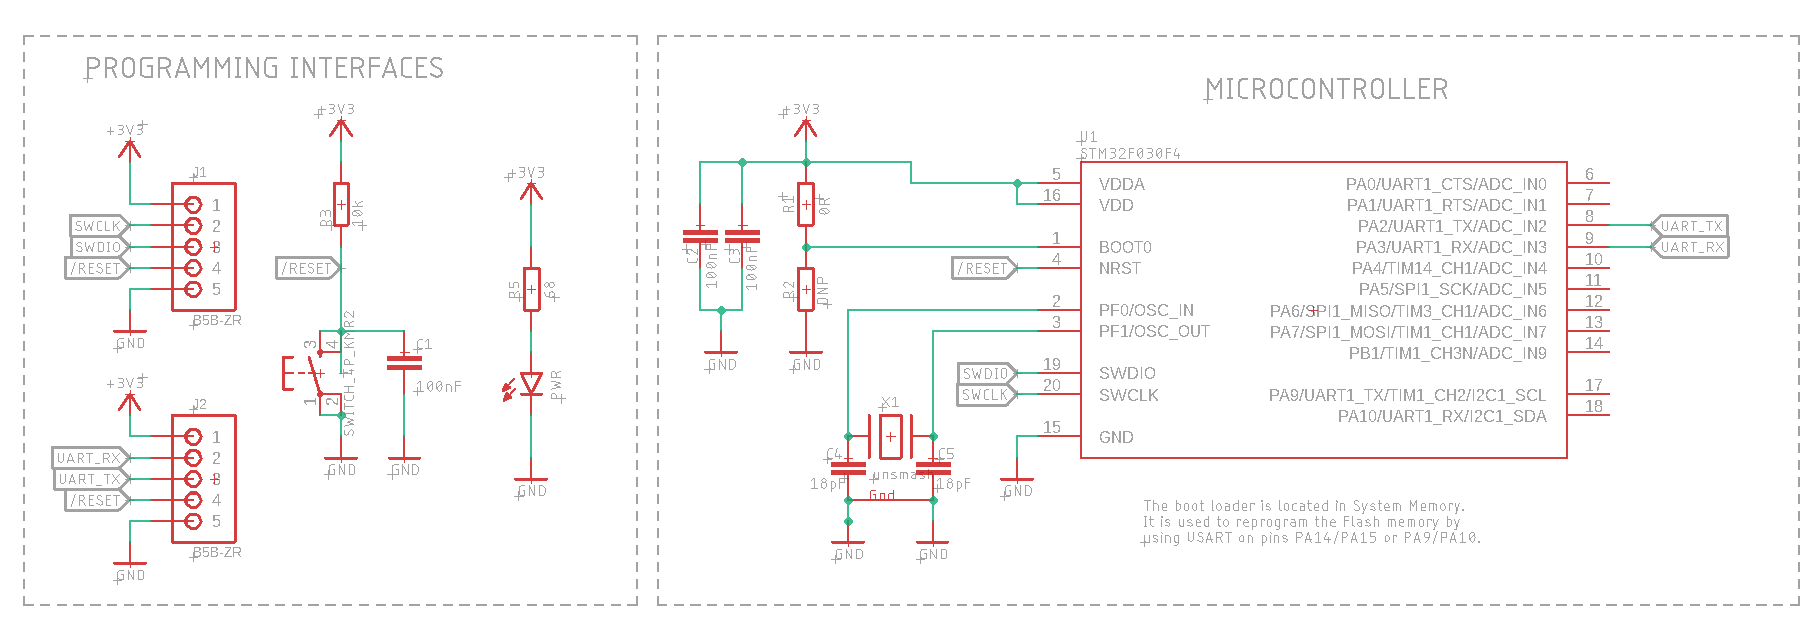 PROGRAMMING INTERFACES
+3V3
J1
1
SWCLK 2
SWDIO 3
/RESET 4
5
B5B-ZR
GND
+3V3
J2
1
UART_RX 2
UART_TX 3
/RESET 4
5
B5B-ZR
GND
+3V3
R3
10k
/RESET
3 4
1 2
SWITCH_4P_KMR2
GND
C1
100nF
GND
+3V3
R5
68
PWR
GND
MICROCONTROLLER
+3V3
C2
100nF
C3
100nF
GND
R1
0R
R2
DNP
GND
U1
STM32F030F4
5 VDDA
16 VDD
1 BOOT0
/RESET 4 NRST
2 PF0/OSC_IN
3 PF1/OSC_OUT
SWDIO 19 SWDIO
SWCLK 20 SWCLK
15 GND
GND
PA0/UART1_CTS/ADC_IN0 6
PA1/UART1_RTS/ADC_IN1 7
PA2/UART1_TX/ADC_IN2 8 UART_TX
PA3/UART1_RX/ADC_IN3 9 UART_RX
PA4/TIM14_CH1/ADC_IN4 10
PA5/SPI1_SCK/ADC_IN5 11
PA6/SPI1_MISO/TIM3_CH1/ADC_IN6 12
PA7/SPI1_MOSI/TIM1_CH1/ADC_IN7 13
PB1/TIM1_CH3N/ADC_IN9 14
PA9/UART1_TX/TIM1_CH2/I2C1_SCL 17
PA10/UART1_RX/I2C1_SDA 18
X1
C4
18pF
C5
18pF
Gnd
GND
GND
The boot loader is located in System Memory.
It is used to reprogram the Flash memory by
using USART on pins PA14/PA15 or PA9/PA10.